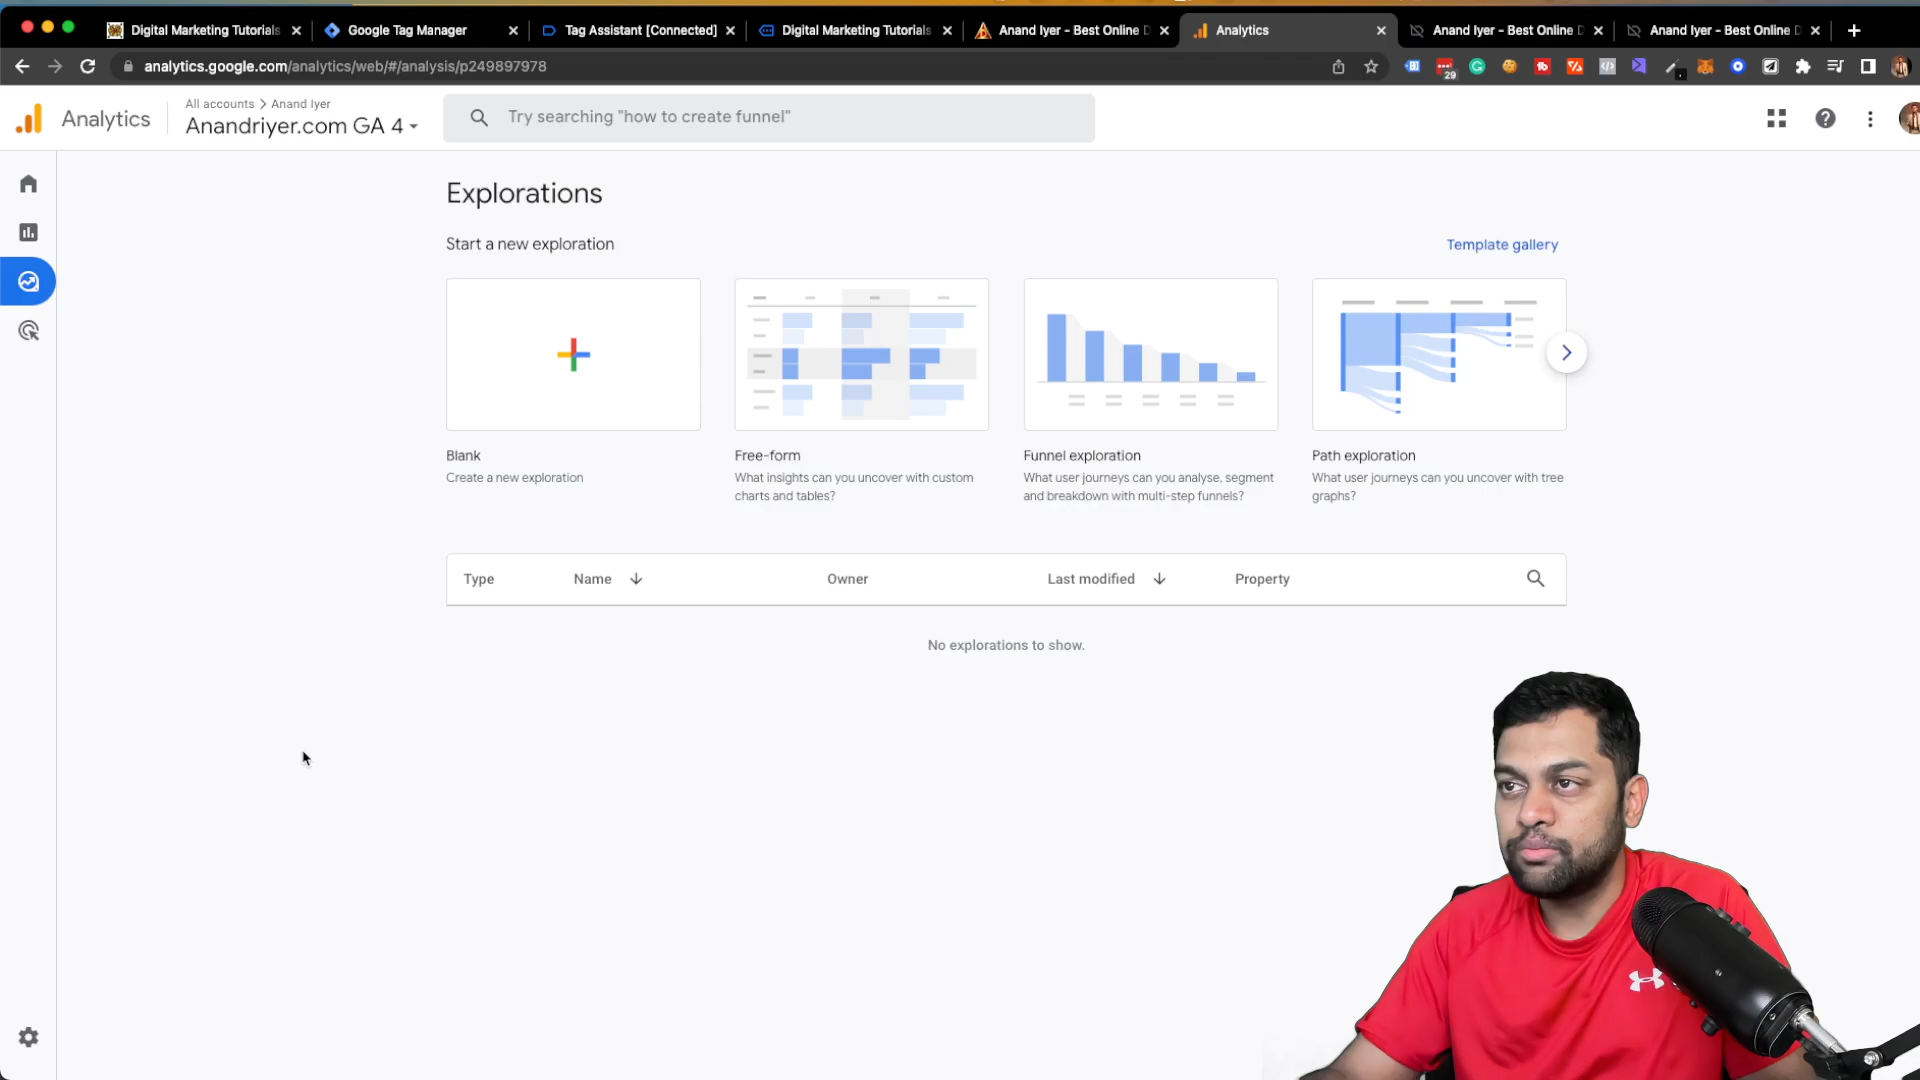 Digital Marketing Tutorials
Google Tag Manager
Tag Assistant [Connected]
Digital Marketing Tutorials
Anand Iyer - Best Online D
Analytics
Anand Iyer - Best Online D
Anand Iyer - Best Online D
analytics.google.com/analytics/web/#/analysis/p249897978
29
Analytics
All accounts > Anand Iyer
Anandriyer.com GA 4
Try searching "how to create funnel"
Explorations
Start a new exploration
Template gallery
Blank
Create a new exploration
Free-form
What insights can you uncover with custom
charts and tables?
Funnel exploration
What user journeys can you analyse, segment
and breakdown with multi-step funnels?
Path exploration
What user journeys can you uncover with tree
graphs?
Type
Name
Owner
Last modified
Property
No explorations to show.